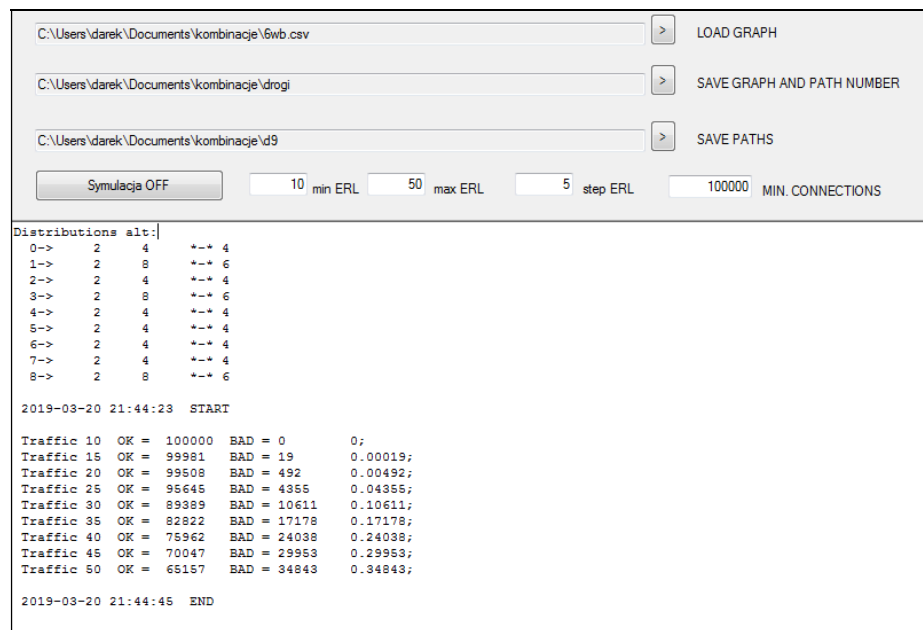 C:\Users\darek\Documents\kombinacje\6wb.csv > LOAD GRAPH
C:\Users\darek\Documents\kombinacje\drogi > SAVE GRAPH AND PATH NUMBER
C:\Users\darek\Documents\kombinacje\d9 > SAVE PATHS
Symulacja OFF 10 min ERL 50 max ERL 5 step ERL 100000 MIN. CONNECTIONS
Distributions alt:
0-> 2 4 *-* 4
1-> 2 8 *-* 6
2-> 2 4 *-* 4
3-> 2 8 *-* 6
4-> 2 4 *-* 4
5-> 2 4 *-* 4
6-> 2 4 *-* 4
7-> 2 4 *-* 4
8-> 2 8 *-* 6
2019-03-20 21:44:23 START
Traffic 10 OK = 100000 BAD = 0 0;
Traffic 15 OK = 99981 BAD = 19 0.00019;
Traffic 20 OK = 99508 BAD = 492 0.00492;
Traffic 25 OK = 95645 BAD = 4355 0.04355;
Traffic 30 OK = 89389 BAD = 10611 0.10611;
Traffic 35 OK = 82822 BAD = 17178 0.17178;
Traffic 40 OK = 75962 BAD = 24038 0.24038;
Traffic 45 OK = 70047 BAD = 29953 0.29953;
Traffic 50 OK = 65157 BAD = 34843 0.34843;
2019-03-20 21:44:45 END